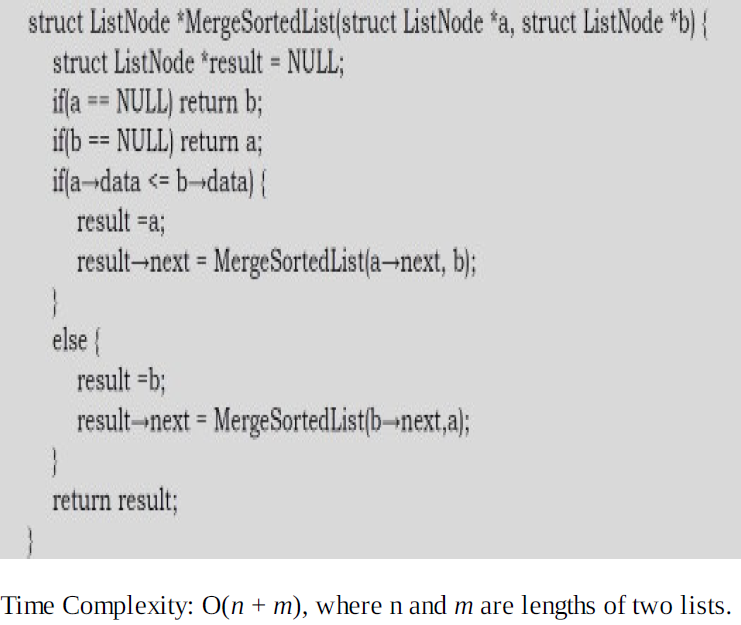 struct ListNode *MergeSortedList(struct ListNode *a, struct ListNode *b) {
struct ListNode *result = NULL;
if(a == NULL) return b;
if(b == NULL) return a;
if(a→data <= b→data) {
result =a;
result→next = MergeSortedList(a→next, b);
}
else {
result =b;
result→next = MergeSortedList(b→next,a);
}
return result;
}
Time Complexity: O(n + m), where n and m are lengths of two lists.